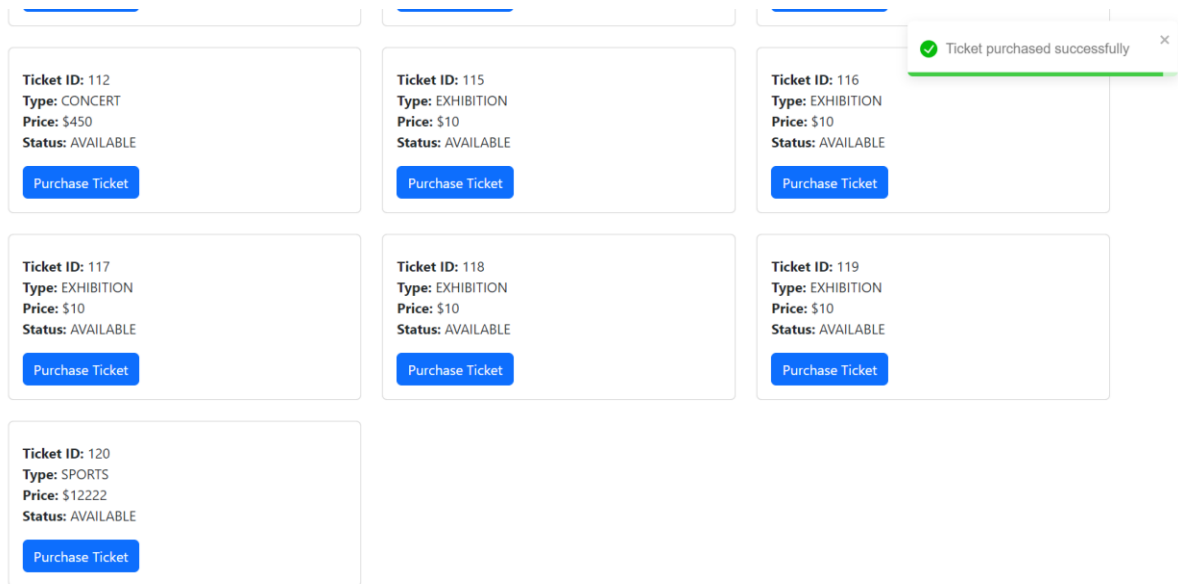 Ticket purchased successfully
Ticket ID: 112
Type: CONCERT
Price: $450
Status: AVAILABLE
Purchase Ticket
Ticket ID: 115
Type: EXHIBITION
Price: $10
Status: AVAILABLE
Purchase Ticket
Ticket ID: 116
Type: EXHIBITION
Price: $10
Status: AVAILABLE
Purchase Ticket
Ticket ID: 117
Type: EXHIBITION
Price: $10
Status: AVAILABLE
Purchase Ticket
Ticket ID: 118
Type: EXHIBITION
Price: $10
Status: AVAILABLE
Purchase Ticket
Ticket ID: 119
Type: EXHIBITION
Price: $10
Status: AVAILABLE
Purchase Ticket
Ticket ID: 120
Type: SPORTS
Price: $12222
Status: AVAILABLE
Purchase Ticket